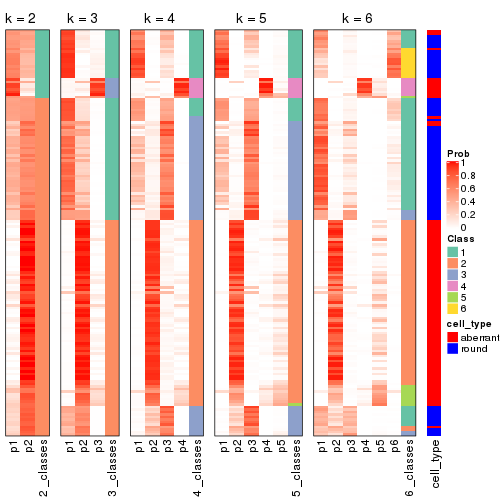 k = 2
k = 3
k = 4
k = 5
k = 6
Prob
1
0.8
0.6
0.4
0.2
0
Class
1
2
3
4
5
6
cell_type
aberrant
round
p1
p2
2_classes
p1
p2
p3
3_classes
p1
p2
p3
p4
4_classes
p1
p2
p3
p4
p5
5_classes
p1
p2
p3
p4
p5
p6
6_classes
cell_type